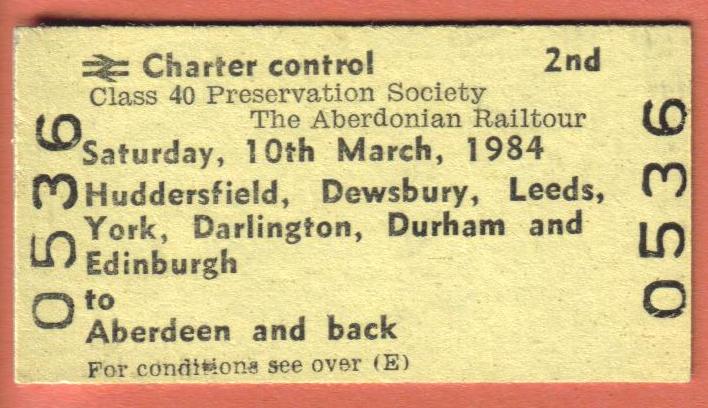 Charter control 2nd
Class 40 Preservation Society
The Aberdonian Railtour
Saturday, 10th March, 1984
Huddersfield, Dewsbury, Leeds,
York, Darlington, Durham and
Edinburgh
to
Aberdeen and back
For conditions see over (E)
0536
0536